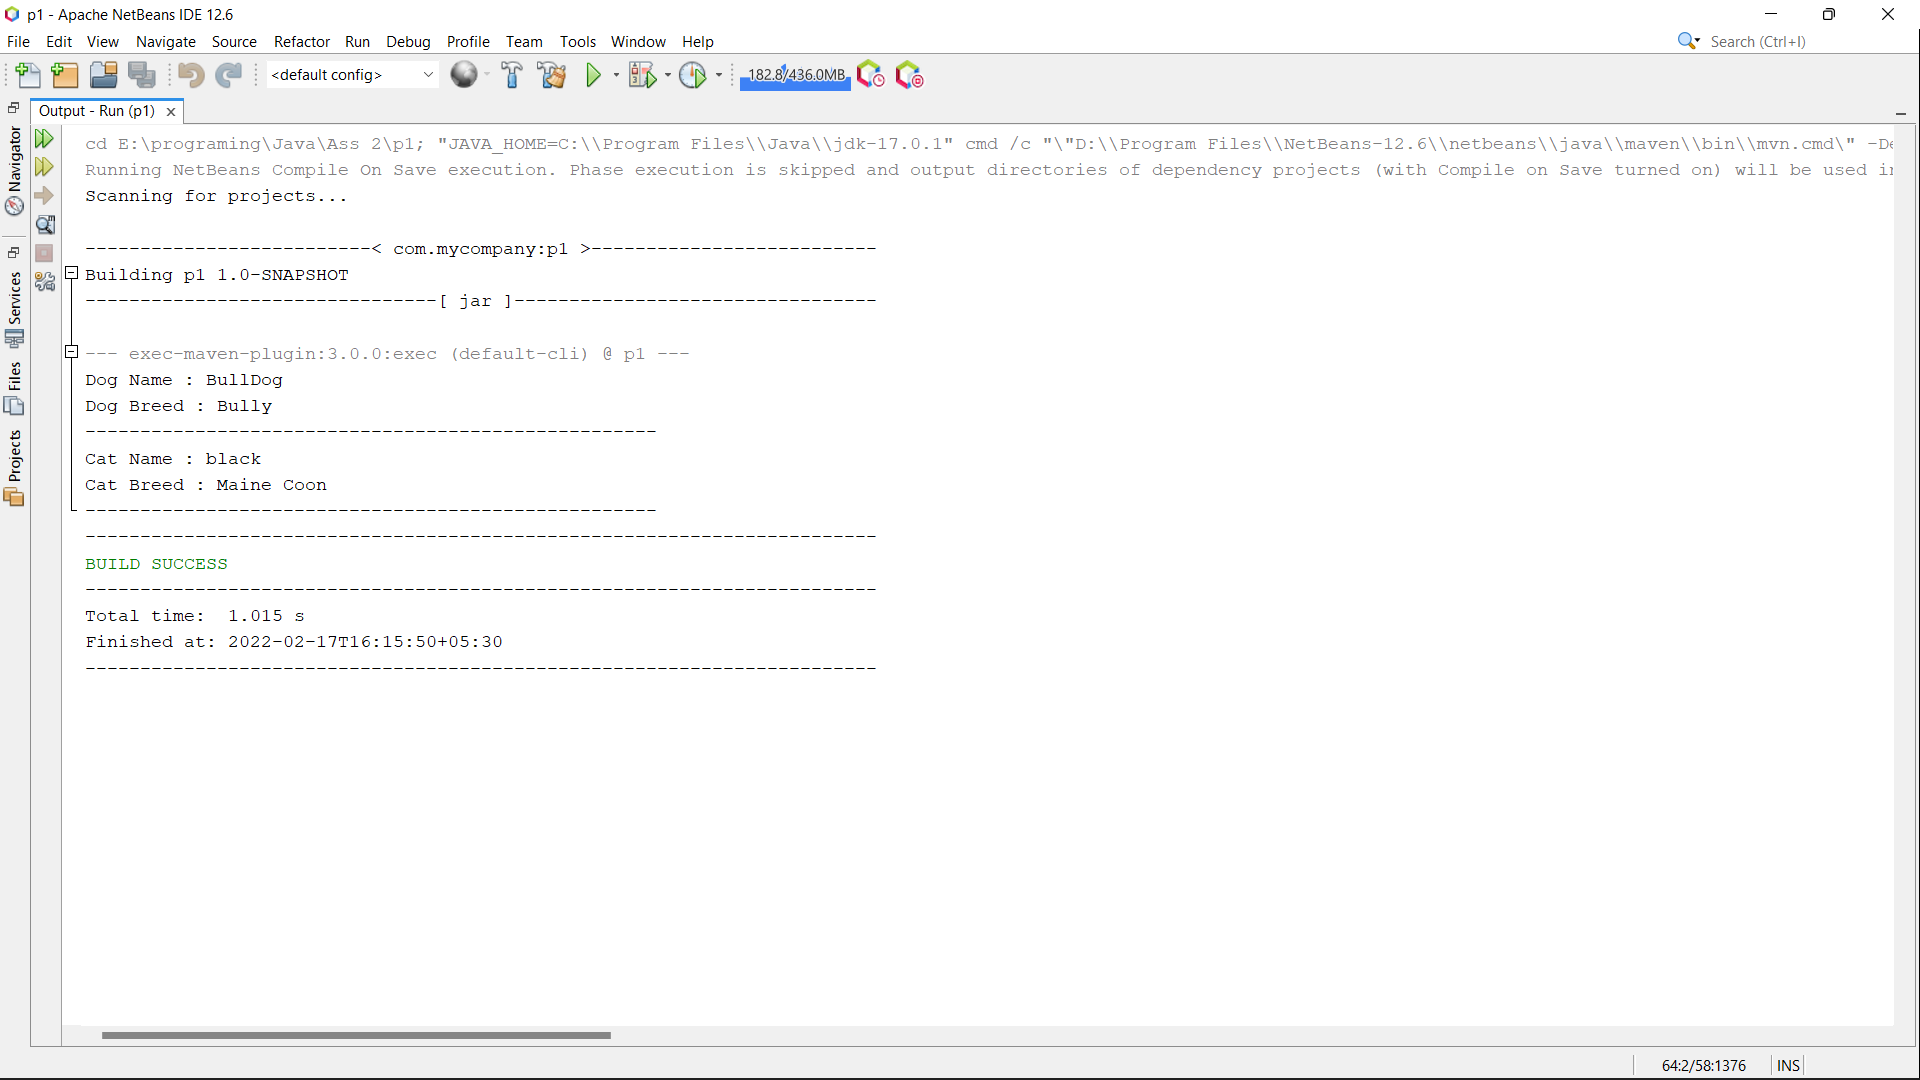 p1 - Apache NetBeans IDE 12.6
File Edit View Navigate Source Refactor Run Debug Profile Team Tools Window Help
Search (Ctrl+I)
<default config>
182.8/436.0MB
Output - Run (p1)
Navigator
Services
Files
Projects
cd E:\programing\Java\Ass 2\p1; "JAVA_HOME=C:\\Program Files\\Java\\jdk-17.0.1" cmd /c "\"D:\\Program Files\\NetBeans-12.6\\netbeans\\java\\maven\\bin\\mvn.cmd\" -De
Running NetBeans Compile On Save execution. Phase execution is skipped and output directories of dependency projects (with Compile on Save turned on) will be used in
Scanning for projects...
--------------------------< com.mycompany:p1 >--------------------------
Building p1 1.0-SNAPSHOT
--------------------------------[ jar ]---------------------------------
--- exec-maven-plugin:3.0.0:exec (default-cli) @ p1 ---
Dog Name : BullDog
Dog Breed : Bully
----------------------------------------------------
Cat Name : black
Cat Breed : Maine Coon
----------------------------------------------------
------------------------------------------------------------------------
BUILD SUCCESS
------------------------------------------------------------------------
Total time:  1.015 s
Finished at: 2022-02-17T16:15:50+05:30
------------------------------------------------------------------------
64:2/58:1376
INS